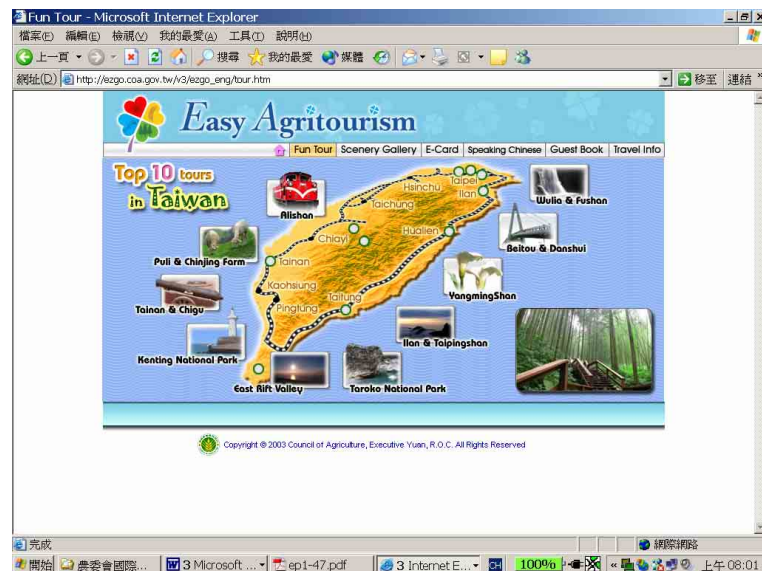 Fun Tour - Microsoft Internet Explorer
檔案(F) 編輯(E) 檢視(V) 我的最愛(A) 工具(T) 說明(H)
上一頁 搜尋 我的最愛 媒體
網址(D) http://ezgo.coa.gov.tw/v3/ezgo_eng/tour.htm 移至 連結 »
Easy Agritourism
Fun Tour Scenery Gallery E-Card Speaking Chinese Guest Book Travel Info
Top 10 tours
in Taiwan
Alishan
Hsinchu
Taipei
Ilan
Taichung
Wulia & Fushan
Chiayi
Hualien
Beitou & Danshui
Puli & Chinjing Farm
Tainan
Kaohsiung
Taitung
Pingtung
YangmingShan
Tainan & Chigu
Ilan & Taipingshan
Kenting National Park
East Rift Valley
Taroko National Park
Copyright © 2003 Council of Agriculture, Executive Yuan, R.O.C. All Rights Reserved
完成 網際網路
開始 農委會國際... 3 Microsoft ... ep1-47.pdf 3 Internet E... CH 100% « 上午 08:01